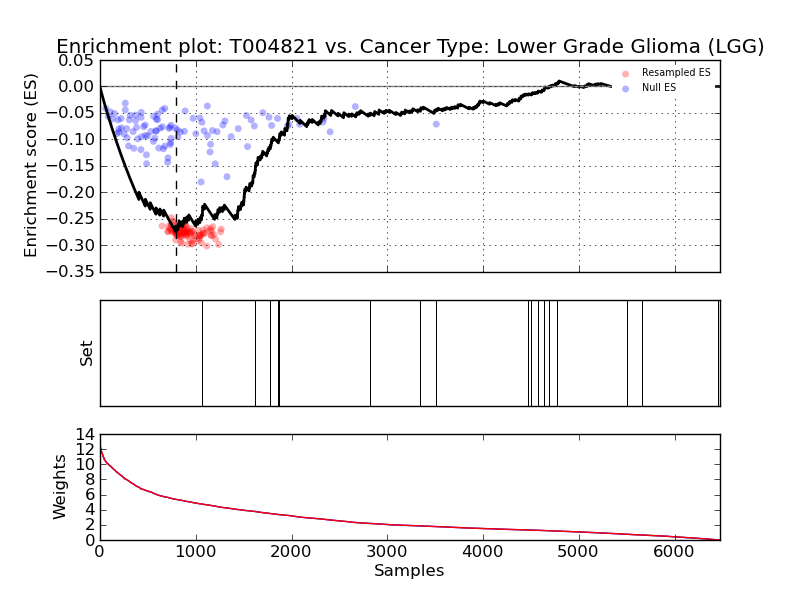 Enrichment plot: T004821 vs. Cancer Type: Lower Grade Glioma (LGG)
0.05
0.00
−0.05
−0.10
−0.15
−0.20
−0.25
−0.30
−0.35
Enrichment score (ES)
Resampled ES
Null ES
Set
14
12
10
8
6
4
2
0
Weights
0 1000 2000 3000 4000 5000 6000
Samples